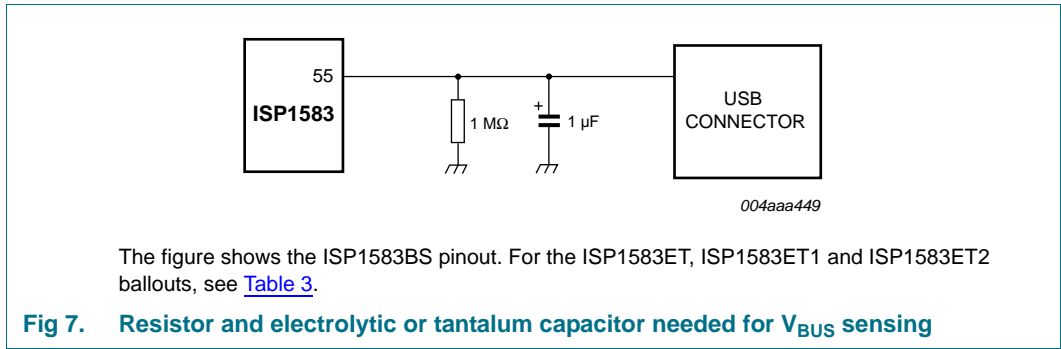 55
ISP1583
1 MΩ
+
1 µF
USB
CONNECTOR
004aaa449
The figure shows the ISP1583BS pinout. For the ISP1583ET, ISP1583ET1 and ISP1583ET2
ballouts, see Table 3.
Fig 7. Resistor and electrolytic or tantalum capacitor needed for VBUS sensing